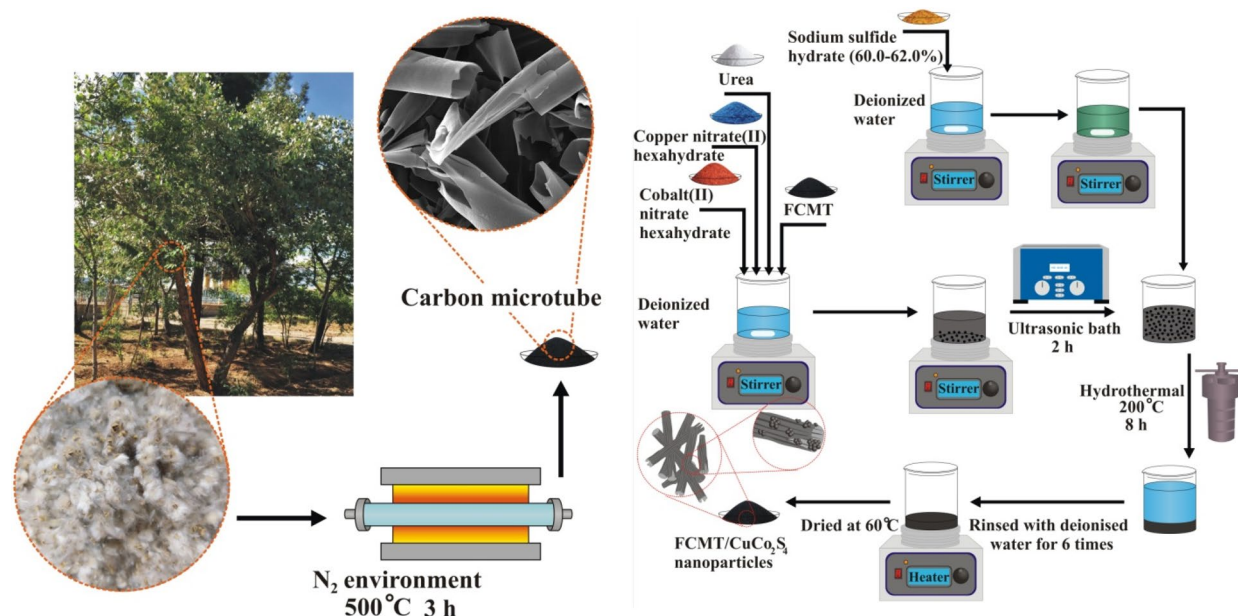 Carbon microtube
N₂ environment
500°C 3 h
Sodium sulfide
hydrate (60.0-62.0%)
Deionized
water
Stirrer
Stirrer
Urea
Copper nitrate(II)
hexahydrate
Cobalt(II)
nitrate
hexahydrate
FCMT
Deionized
water
Stirrer
Stirrer
Ultrasonic bath
2 h
Hydrothermal
200°C
8 h
Rinsed with deionised
water for 6 times
Heater
Dried at 60°C
FCMT/CuCo₂S₄
nanoparticles